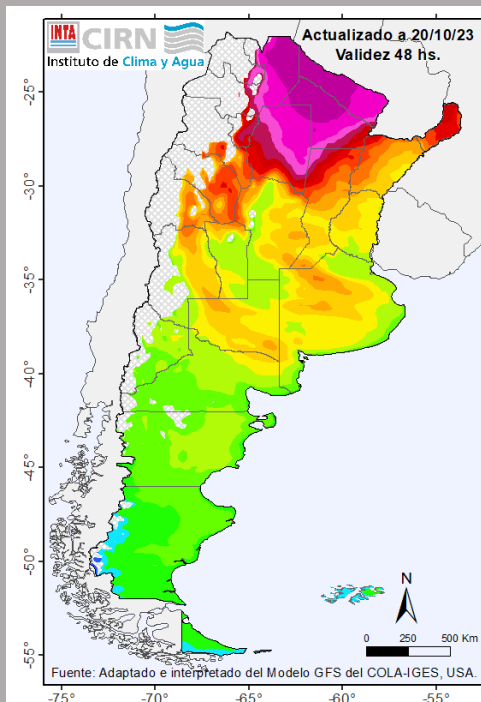 INTA CIRN
Instituto de Clima y Agua
Actualizado a 20/10/23
Validez 48 hs.
-25°
-30°
-35°
-40°
-45°
-50°
-55°
N
0 250 500 Km
Fuente: Adaptado e interpretado del Modelo GFS del COLA-IGES, USA.
-75° -70° -65° -60° -55°